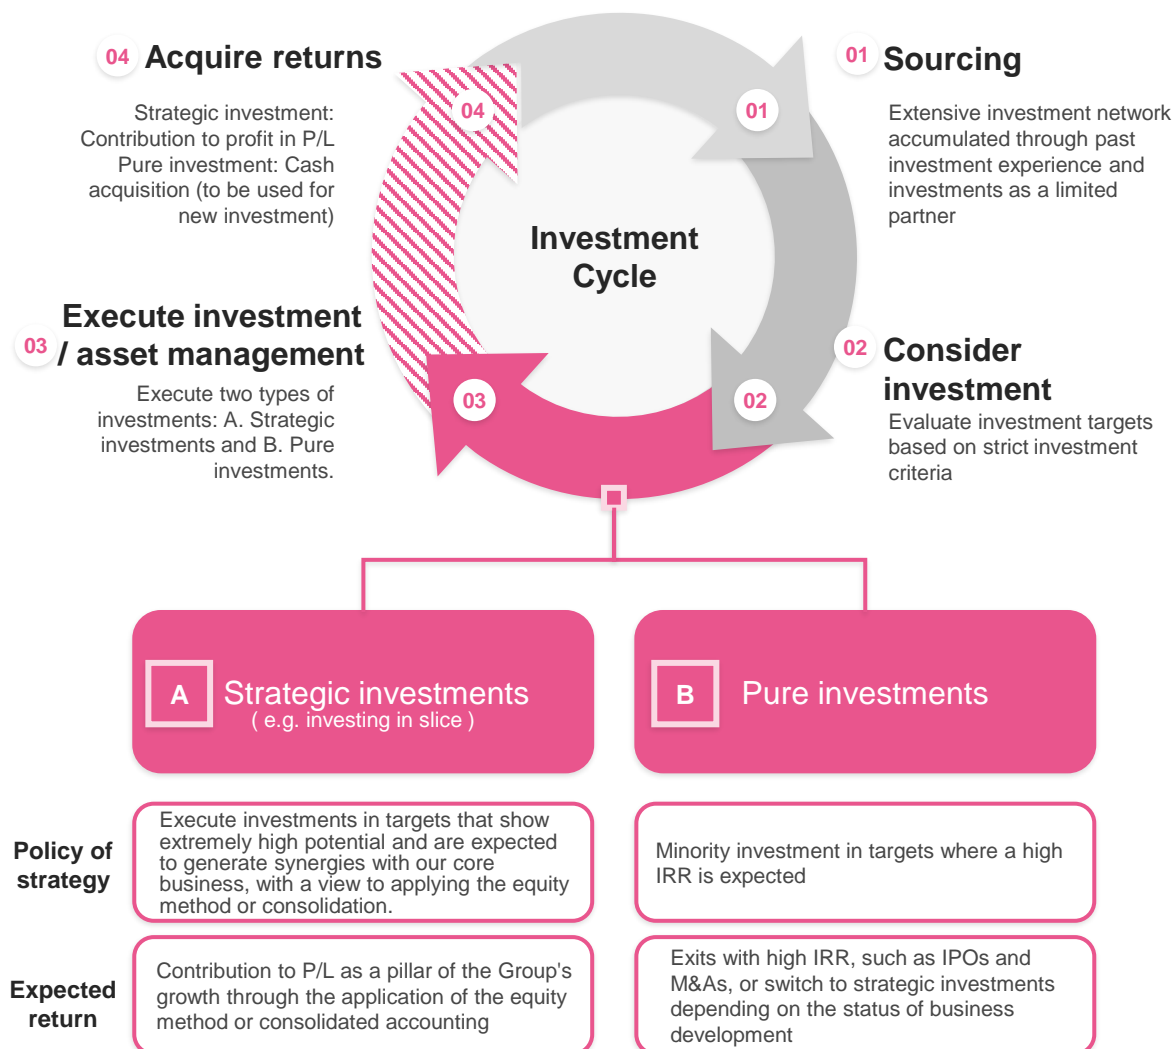 04 Acquire returns
Strategic investment:
Contribution to profit in P/L
Pure investment: Cash
acquisition (to be used for
new investment)
01 Sourcing
Extensive investment network
accumulated through past
investment experience and
investments as a limited
partner
04
01
Investment
Cycle
03 Execute investment
/ asset management
Execute two types of
investments: A. Strategic
investments and B. Pure
investments.
02 Consider
investment
Evaluate investment targets
based on strict investment
criteria
03
02
A Strategic investments
( e.g. investing in slice )
B Pure investments
Policy of
strategy
Execute investments in targets that show
extremely high potential and are expected
to generate synergies with our core
business, with a view to applying the equity
method or consolidation.
Minority investment in targets where a high
IRR is expected
Expected
return
Contribution to P/L as a pillar of the Group's
growth through the application of the equity
method or consolidated accounting
Exits with high IRR, such as IPOs and
M&As, or switch to strategic investments
depending on the status of business
development